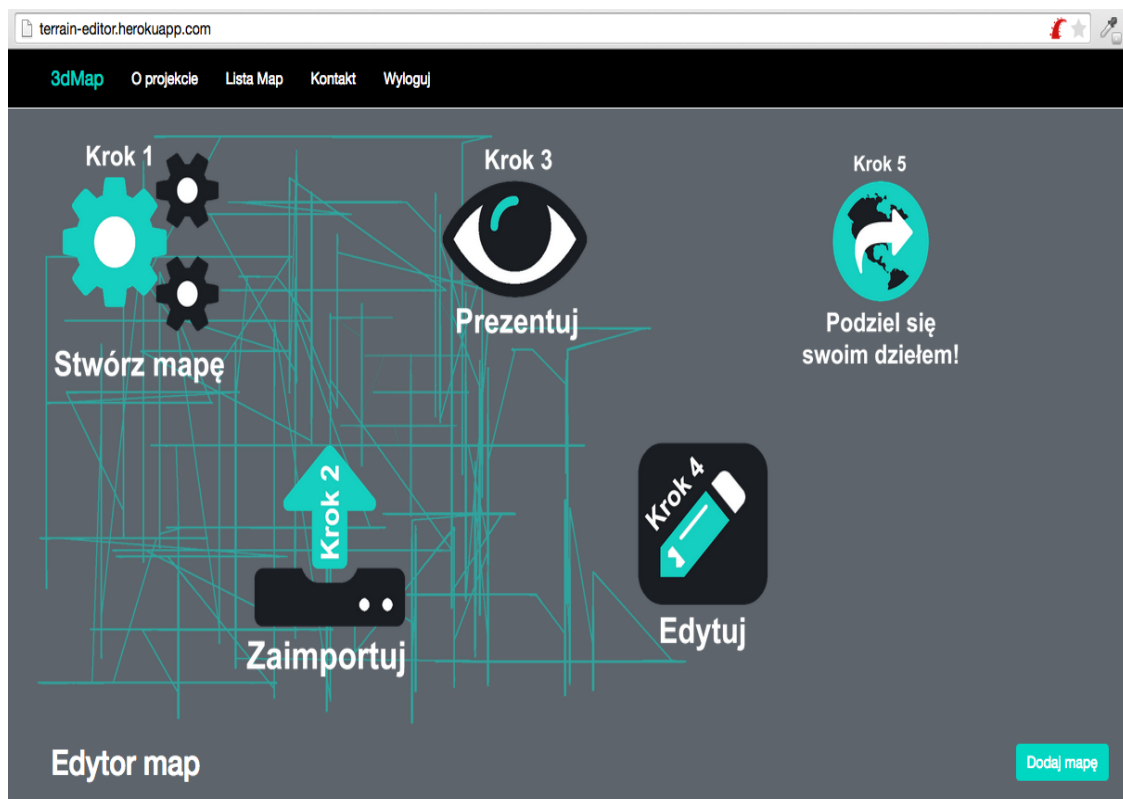 terrain-editor.herokuapp.com
3dMap O projekcie Lista Map Kontakt Wyloguj
Krok 1
Stwórz mapę
Krok 2
Zaimportuj
Krok 3
Prezentuj
Krok 4
Edytuj
Krok 5
Podziel się
swoim dziełem!
Edytor map
Dodaj mapę